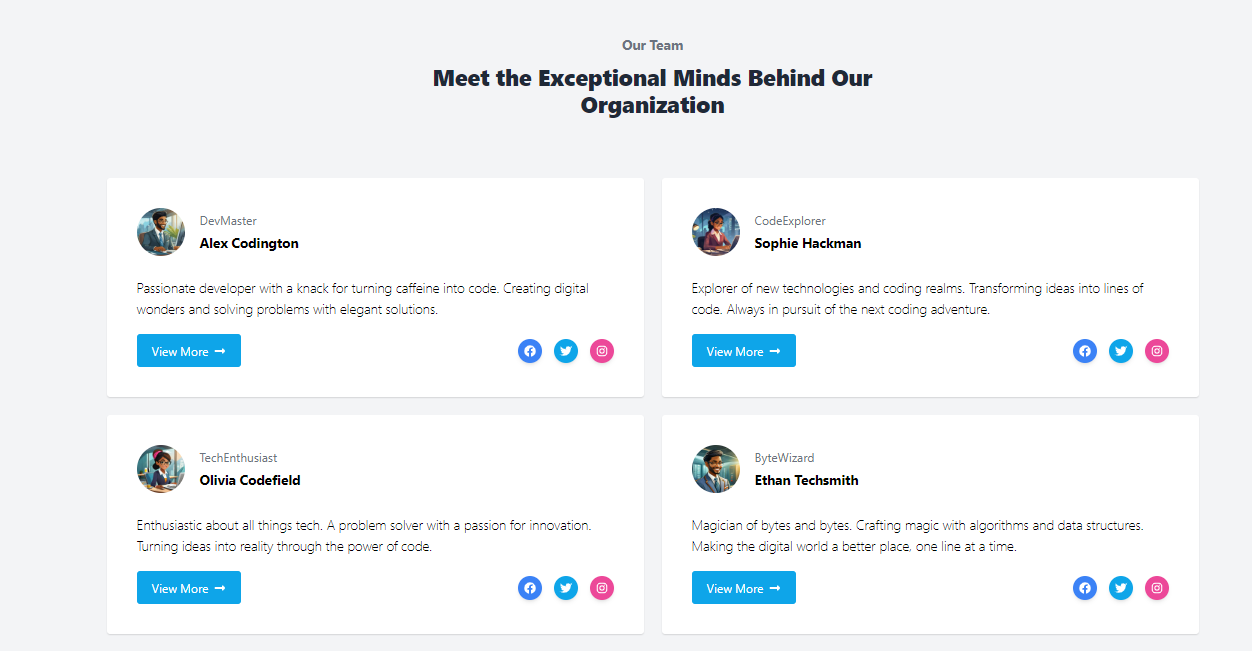 Our Team
Meet the Exceptional Minds Behind Our
Organization
DevMaster
Alex Codington
Passionate developer with a knack for turning caffeine into code. Creating digital
wonders and solving problems with elegant solutions.
View More
CodeExplorer
Sophie Hackman
Explorer of new technologies and coding realms. Transforming ideas into lines of
code. Always in pursuit of the next coding adventure.
View More
TechEnthusiast
Olivia Codefield
Enthusiastic about all things tech. A problem solver with a passion for innovation.
Turning ideas into reality through the power of code.
View More
ByteWizard
Ethan Techsmith
Magician of bytes and bytes. Crafting magic with algorithms and data structures.
Making the digital world a better place, one line at a time.
View More